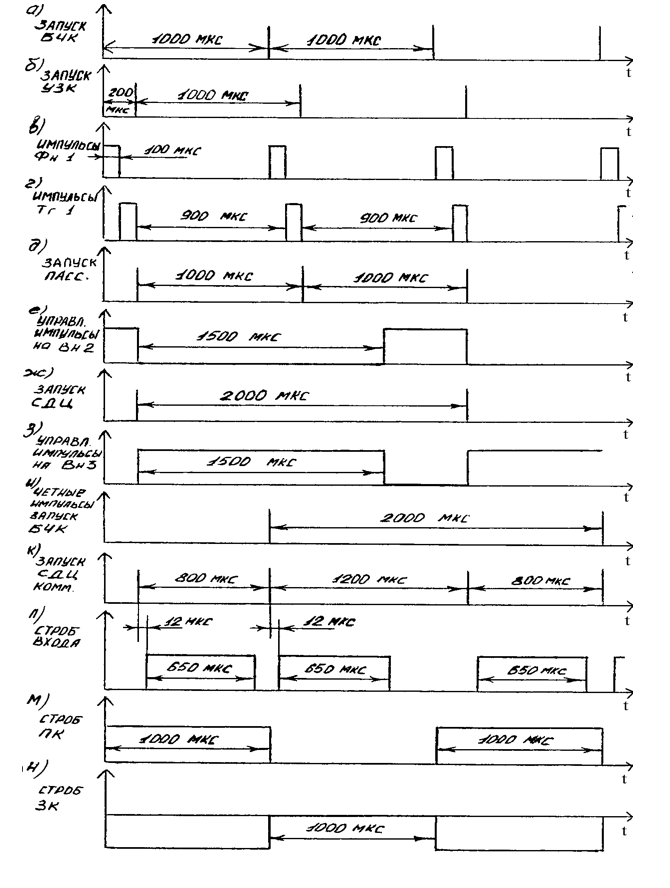 а)
ЗАПУСК
БЧК
1000 МКС
1000 МКС
t
б)
ЗАПУСК
УЗК
200
МКС
1000 МКС
t
в)
ИМПУЛЬСЫ
Фн 1
100 МКС
t
г)
ИМПУЛЬСЫ
Тг 1
900 МКС
900 МКС
t
д)
ЗАПУСК
ПАСС.
1000 МКС
1000 МКС
t
е)
УПРАВЛ.
ИМПУЛЬСЫ
НА Вн2
1500 МКС
t
ж)
ЗАПУСК
СДЦ
2000 МКС
t
з)
УПРАВЛ.
ИМПУЛЬСЫ
НА Вн3
1500 МКС
t
и)
ЧЕТНЫЕ
ИМПУЛЬСЫ
ЗАПУСК
БЧК
2000 МКС
t
к)
ЗАПУСК
СДЦ
КОММ.
800 МКС
1200 МКС
800 МКС
t
л)
СТРОБ
ВХОДА
12 МКС
12 МКС
650 МКС
650 МКС
650 МКС
t
м)
СТРОБ
ПК
1000 МКС
1000 МКС
t
н)
СТРОБ
ЗК
1000 МКС
t